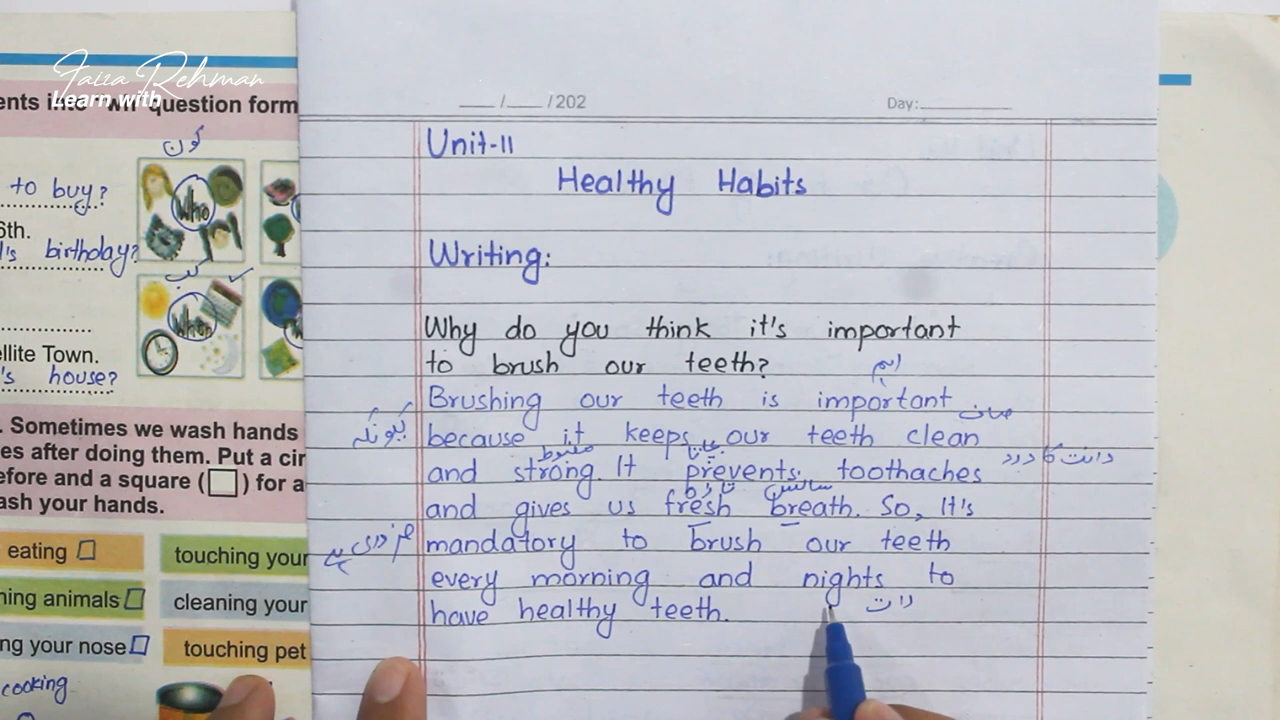 Faiza Rehman
Learn with
ents into "wh" question form
کون
Who
to buy?
6th.
's birthday?
کب
When
ellite Town.
's house?
. Sometimes we wash hands
es after doing them. Put a cir
efore and a square ( ) for a
ash your hands.
eating
touching your
ning animals
cleaning your
ng your nose
touching pet
cooking
/ /202
Day:
Unit-11
Healthy Habits
Writing:
Why do you think it's important
to brush our teeth?
اہم
Brushing our teeth is important
صاف
کیونکہ
because it keeps our teeth clean
مضبوط
بچاتا
دانت کا درد
and strong. It prevents toothaches
تازہ
سانس
and gives us fresh breath. So, It's
ضروری ہے
mandatory to brush our teeth
every morning and nights to
رات
have healthy teeth.